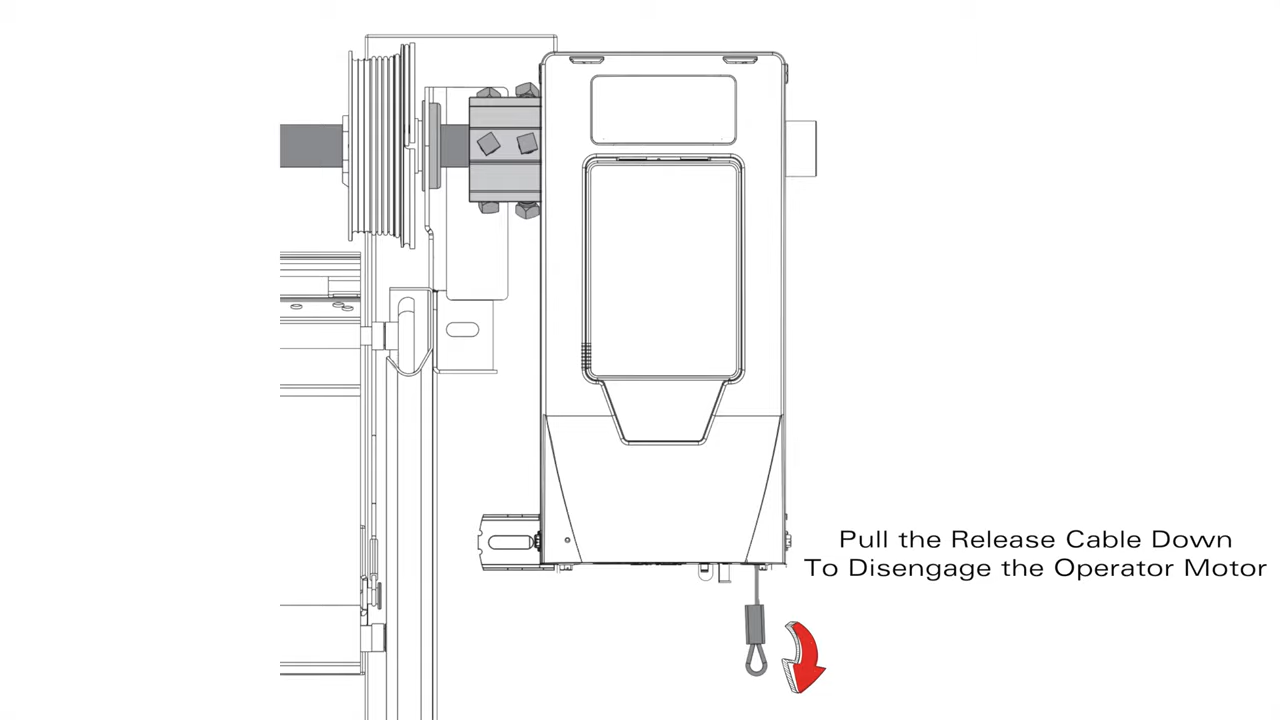 Pull the Release Cable Down
To Disengage the Operator Motor